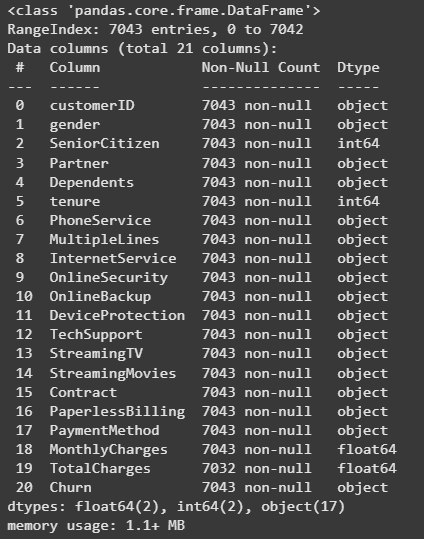 <class 'pandas.core.frame.DataFrame'>
RangeIndex: 7043 entries, 0 to 7042
Data columns (total 21 columns):
 #   Column            Non-Null Count  Dtype
---  ------            --------------  -----
 0   customerID        7043 non-null   object
 1   gender            7043 non-null   object
 2   SeniorCitizen     7043 non-null   int64
 3   Partner           7043 non-null   object
 4   Dependents        7043 non-null   object
 5   tenure            7043 non-null   int64
 6   PhoneService      7043 non-null   object
 7   MultipleLines     7043 non-null   object
 8   InternetService   7043 non-null   object
 9   OnlineSecurity    7043 non-null   object
 10  OnlineBackup      7043 non-null   object
 11  DeviceProtection  7043 non-null   object
 12  TechSupport       7043 non-null   object
 13  StreamingTV       7043 non-null   object
 14  StreamingMovies   7043 non-null   object
 15  Contract          7043 non-null   object
 16  PaperlessBilling  7043 non-null   object
 17  PaymentMethod     7043 non-null   object
 18  MonthlyCharges    7043 non-null   float64
 19  TotalCharges      7032 non-null   float64
 20  Churn             7043 non-null   object
dtypes: float64(2), int64(2), object(17)
memory usage: 1.1+ MB